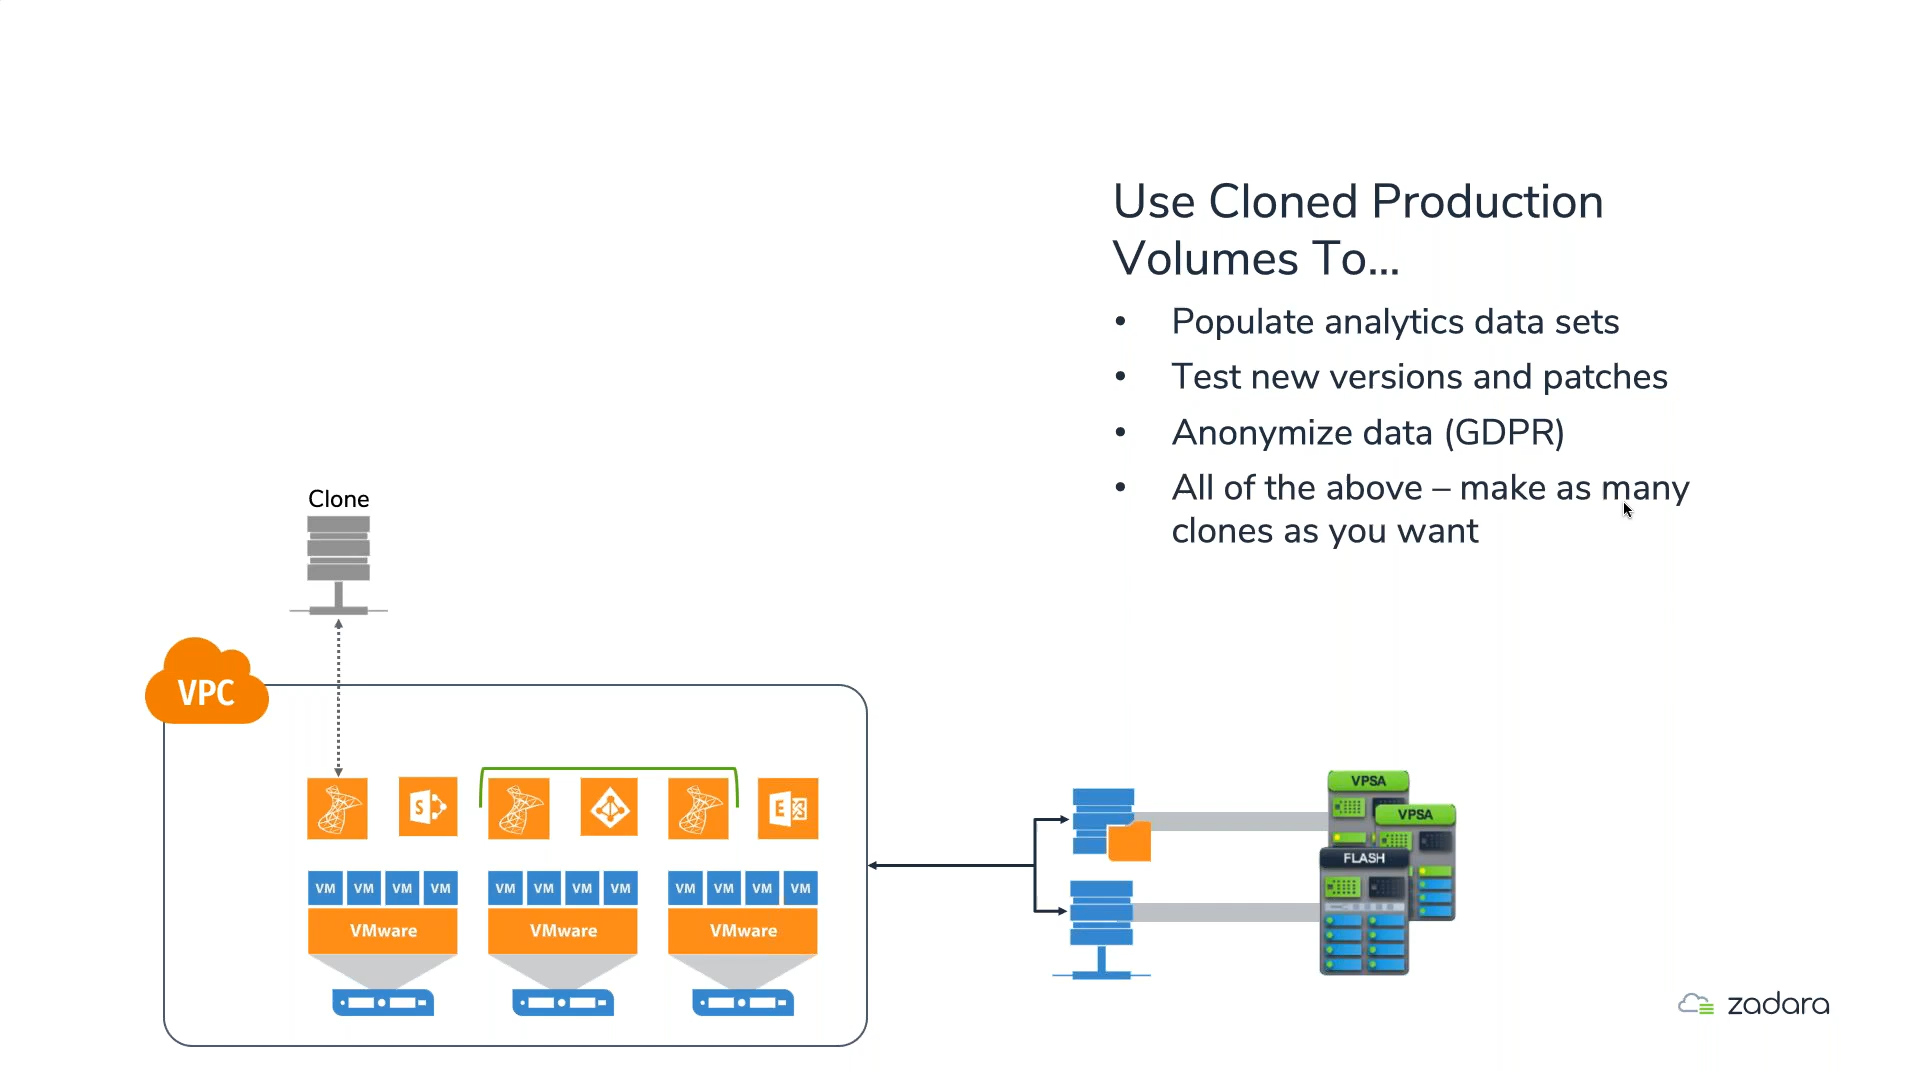 Use Cloned Production
Volumes To...
• Populate analytics data sets
• Test new versions and patches
• Anonymize data (GDPR)
• All of the above – make as many
clones as you want
Clone
VPC
S
E
VM VM VM VM
VM VM VM VM
VM VM VM VM
VMware
VMware
VMware
VPSA
VPSA
FLASH
zadara